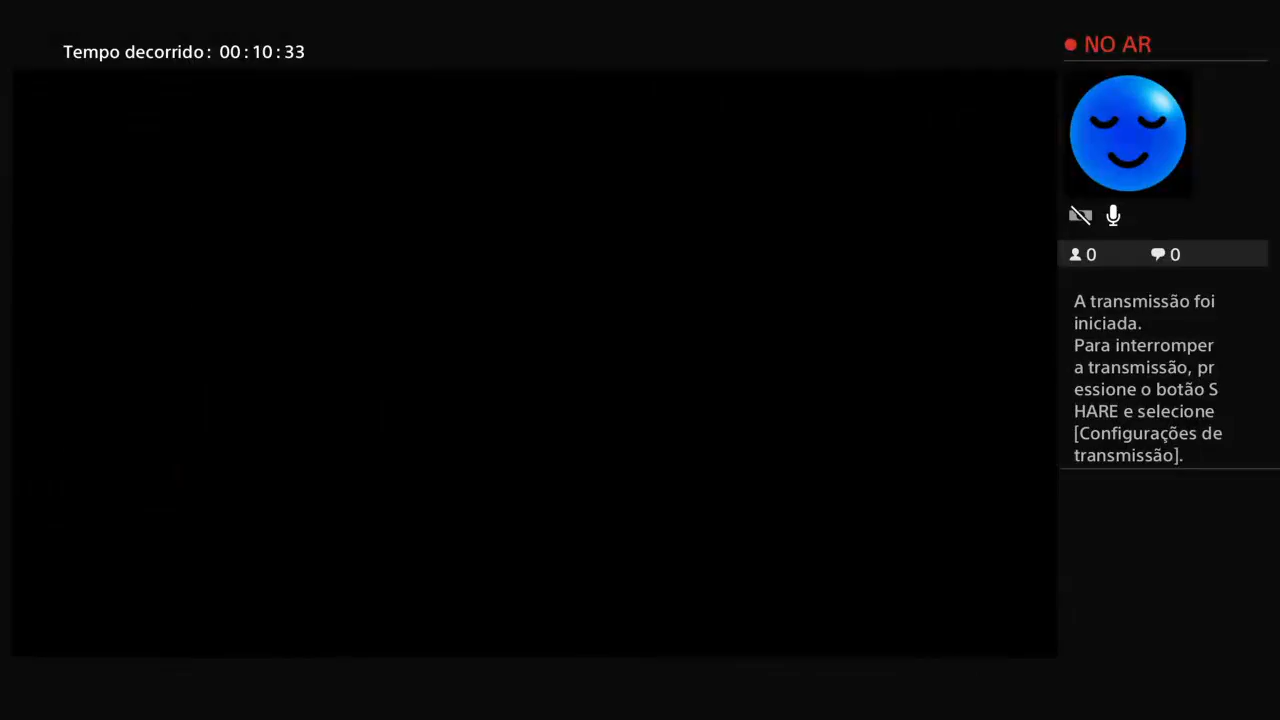 Tempo decorrido: 00:10:33
NO AR
0 0
A transmissão foi
iniciada.
Para interromper
a transmissão, pr
essione o botão S
HARE e selecione
[Configurações de
transmissão].